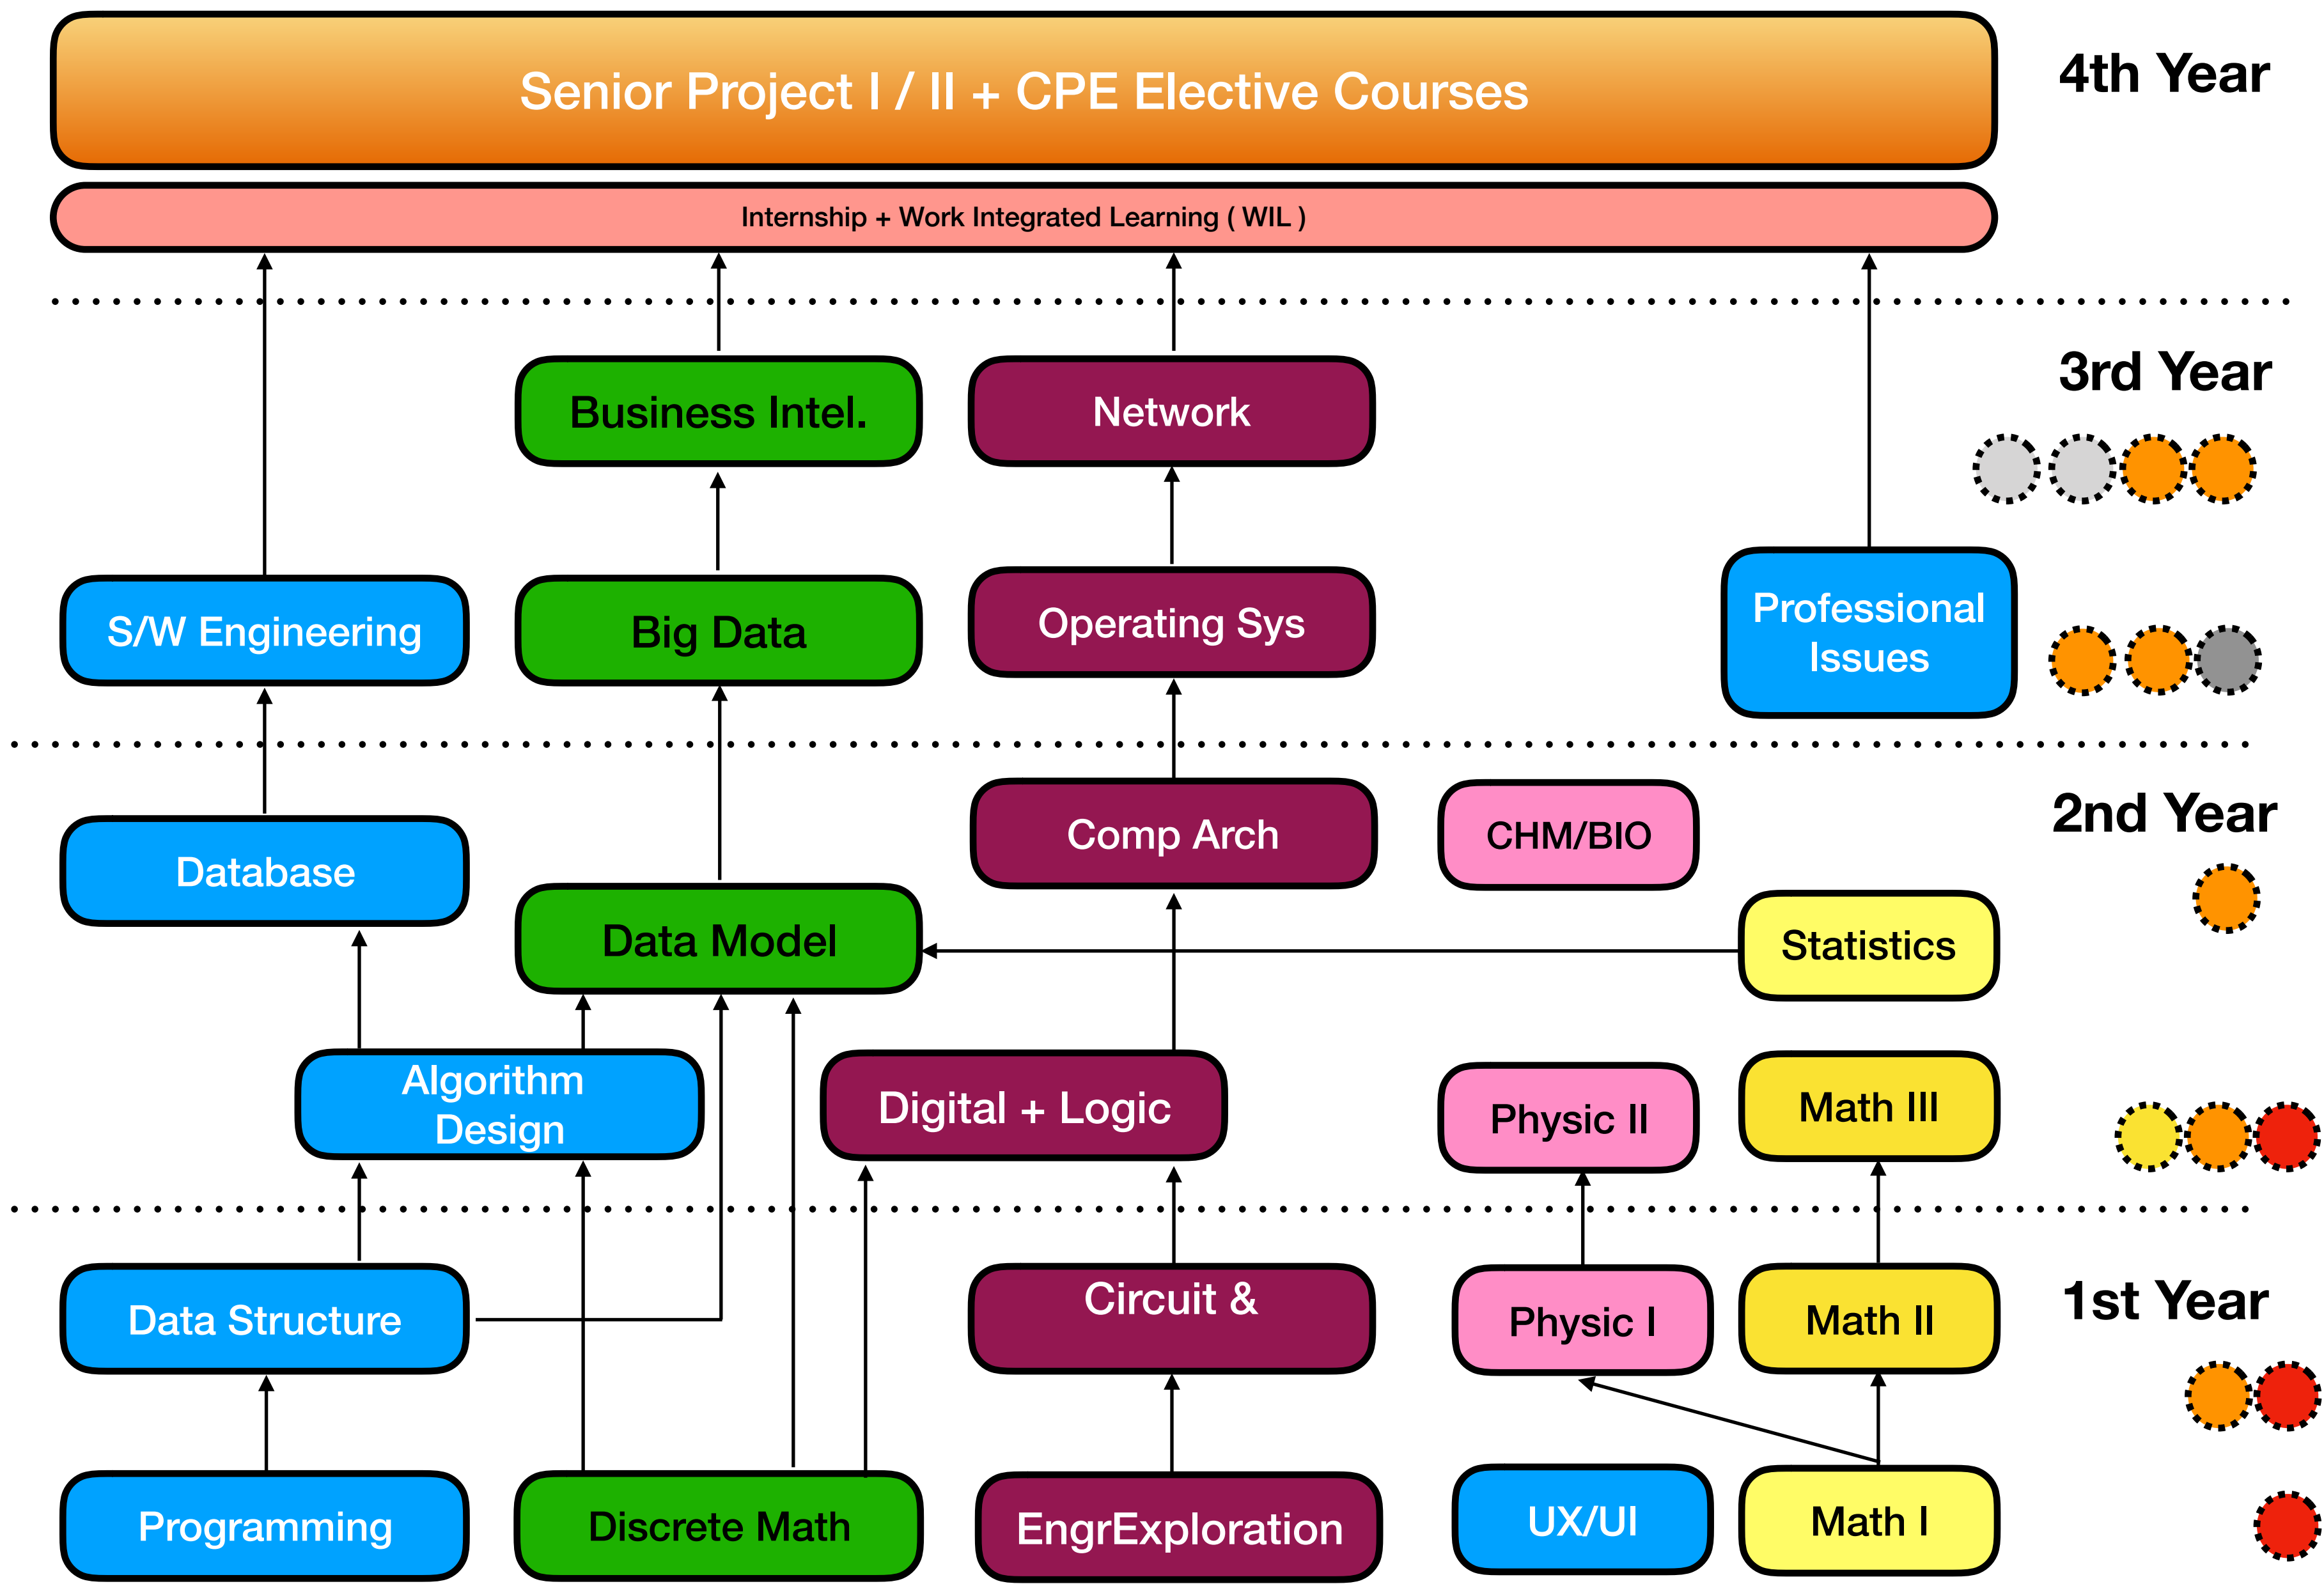 Senior Project I / II + CPE Elective Courses
4th Year
Internship + Work Integrated Learning ( WIL )
Business Intel.
Network
3rd Year
S/W Engineering
Big Data
Operating Sys
Professional
Issues
Database
Data Model
Comp Arch
CHM/BIO
Statistics
2nd Year
Algorithm
Design
Digital + Logic
Physic II
Math III
Data Structure
Circuit &
Physic I
Math II
1st Year
Programming
Discrete Math
EngrExploration
UX/UI
Math I